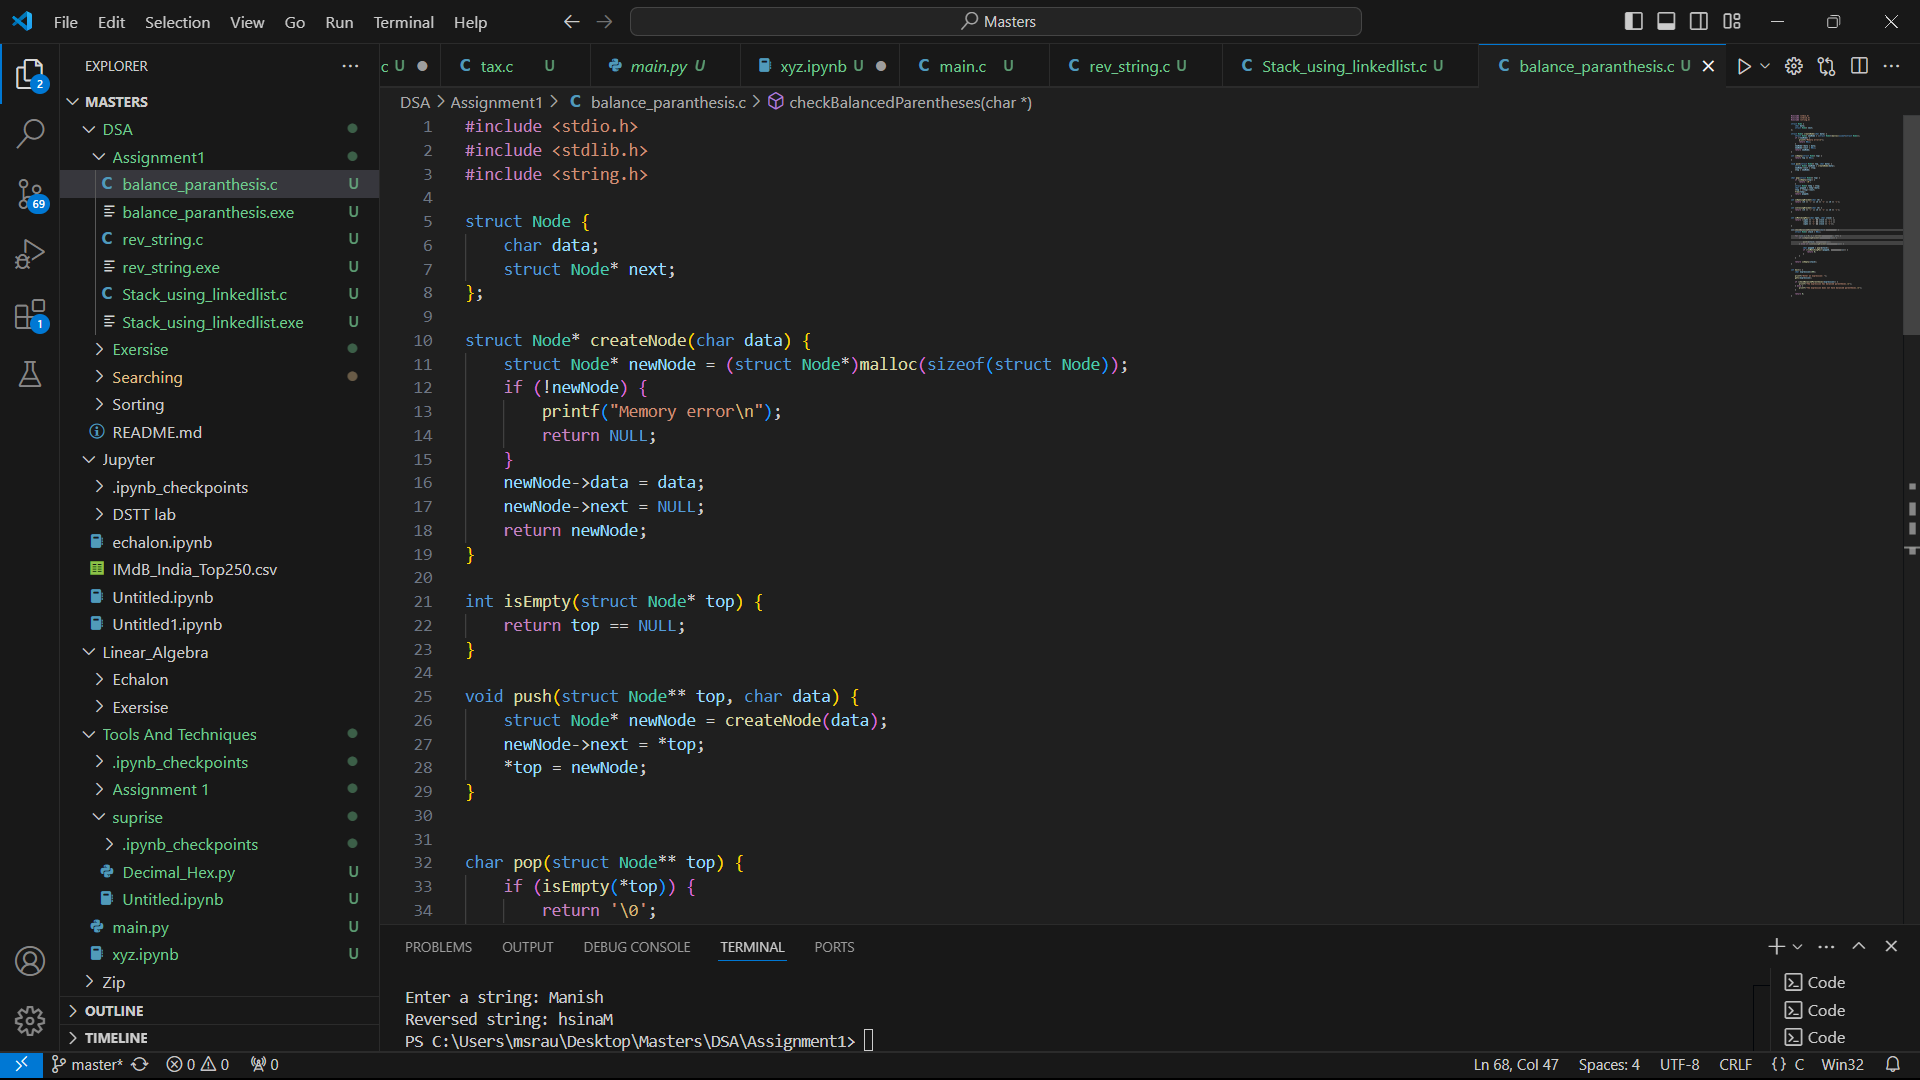 File Edit Selection View Go Run Terminal Help
Masters
EXPLORER
2
c U
tax.c U
main.py U
xyz.ipynb U
main.c U
rev_string.c U
Stack_using_linkedlist.c U
balance_paranthesis.c U
DSA > Assignment1 > C balance_paranthesis.c > checkBalancedParentheses(char *)
MASTERS
DSA
Assignment1
C balance_paranthesis.c U
balance_paranthesis.exe U
C rev_string.c U
rev_string.exe U
C Stack_using_linkedlist.c U
Stack_using_linkedlist.exe U
Exersise
Searching
Sorting
README.md
Jupyter
.ipynb_checkpoints
DSTT lab
echalon.ipynb
IMdB_India_Top250.csv
Untitled.ipynb
Untitled1.ipynb
Linear_Algebra
Echalon
Exersise
Tools And Techniques
.ipynb_checkpoints
Assignment 1
suprise
.ipynb_checkpoints
Decimal_Hex.py U
Untitled.ipynb U
main.py U
xyz.ipynb U
Zip
OUTLINE
TIMELINE
69
1
1 #include <stdio.h>
2 #include <stdlib.h>
3 #include <string.h>
4
5 struct Node {
6 char data;
7 struct Node* next;
8 };
9
10 struct Node* createNode(char data) {
11 struct Node* newNode = (struct Node*)malloc(sizeof(struct Node));
12 if (!newNode) {
13 printf("Memory error\n");
14 return NULL;
15 }
16 newNode->data = data;
17 newNode->next = NULL;
18 return newNode;
19 }
20
21 int isEmpty(struct Node* top) {
22 return top == NULL;
23 }
24
25 void push(struct Node** top, char data) {
26 struct Node* newNode = createNode(data);
27 newNode->next = *top;
28 *top = newNode;
29 }
30
31
32 char pop(struct Node** top) {
33 if (isEmpty(*top)) {
34 return '\0';
PROBLEMS OUTPUT DEBUG CONSOLE TERMINAL PORTS
Enter a string: Manish
Reversed string: hsinaM
PS C:\Users\msrau\Desktop\Masters\DSA\Assignment1>
Code
Code
Code
master* 0 0 0
Ln 68, Col 47 Spaces: 4 UTF-8 CRLF {} C Win32